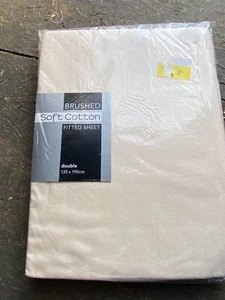 BRUSHED
Soft Cotton
FITTED SHEET
double
135 x 190cm